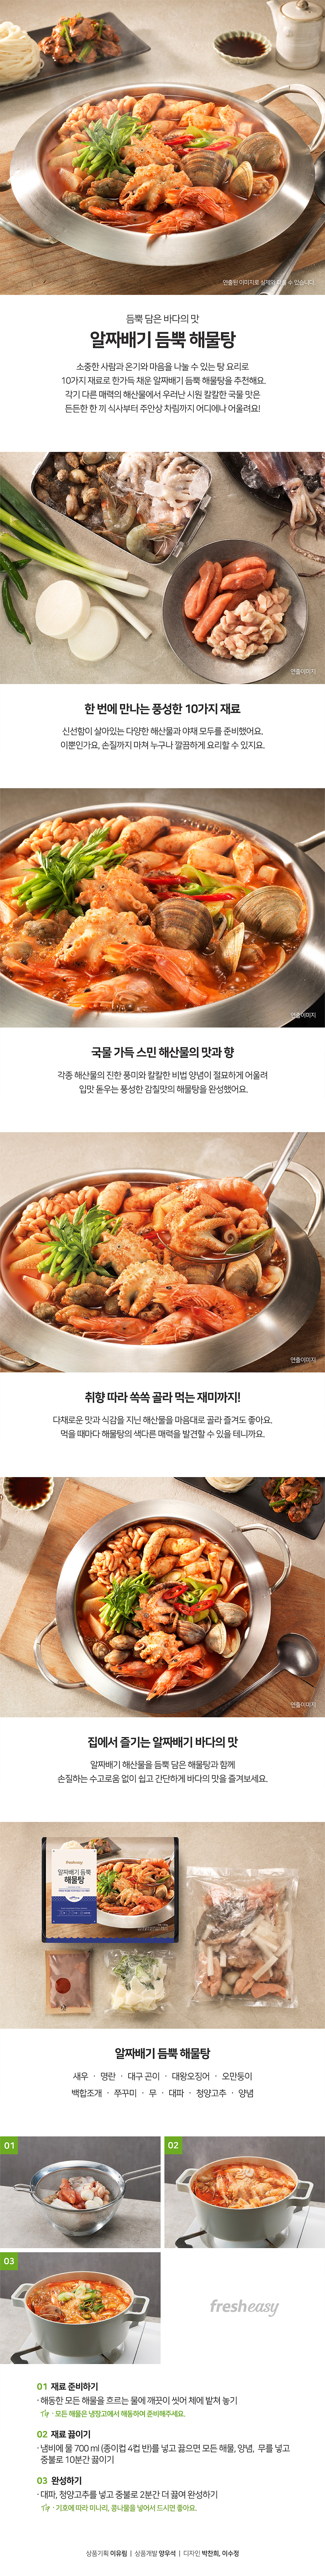 연출된 이미지로 실제와 다를 수 있습니다
듬뿍 담은 바다의 맛
알짜배기 듬뿍 해물탕
소중한 사람과 온기와 마음을 나눌 수 있는 탕 요리로
10가지 재료로 한가득 채운 알짜배기 듬뿍 해물탕을 추천해요.
각기 다른 매력의 해산물에서 우러난 시원 칼칼한 국물 맛은
든든한 한 끼 식사부터 주안상 차림까지 어디에나 어울려요!
연출이미지
한 번에 만나는 풍성한 10가지 재료
신선함이 살아있는 다양한 해산물과 야채 모두를 준비했어요.
이뿐인가요, 손질까지 마쳐 누구나 깔끔하게 요리할 수 있지요.
연출이미지
국물 가득 스민 해산물의 맛과 향
각종 해산물의 진한 풍미와 칼칼한 비법 양념이 절묘하게 어울려
입맛 돋우는 풍성한 감칠맛의 해물탕을 완성했어요.
연출이미지
취향 따라 쏙쏙 골라 먹는 재미까지!
다채로운 맛과 식감을 지닌 해산물을 마음대로 골라 즐겨도 좋아요.
먹을 때마다 해물탕의 색다른 매력을 발견할 수 있을 테니까요.
연출이미지
집에서 즐기는 알짜배기 바다의 맛
알짜배기 해산물을 듬뿍 담은 해물탕과 함께
손질하는 수고로움 없이 쉽고 간단하게 바다의 맛을 즐겨보세요.
알짜배기 듬뿍
해물탕
알짜배기 듬뿍 해물탕
새우 · 명란 · 대구 곤이 · 대왕오징어 · 오만둥이
백합조개 · 쭈꾸미 · 무 · 대파 · 청양고추 · 양념
01
02
03
fresheasy
01 재료 준비하기
· 해동한 모든 해물을 흐르는 물에 깨끗이 씻어 체에 밭쳐 놓기
Tip · 모든 해물은 냉장고에서 해동하여 준비해주세요.
02 재료 끓이기
· 냄비에 물 700 ml (종이컵 4컵 반)를 넣고 끓으면 모든 해물, 양념, 무를 넣고
중불로 10분간 끓이기
03 완성하기
· 대파, 청양고추를 넣고 중불로 2분간 더 끓여 완성하기
Tip · 기호에 따라 미나리, 콩나물을 넣어서 드시면 좋아요.
상품기획 이유림 | 상품개발 양우석 | 디자인 박찬희, 이수정